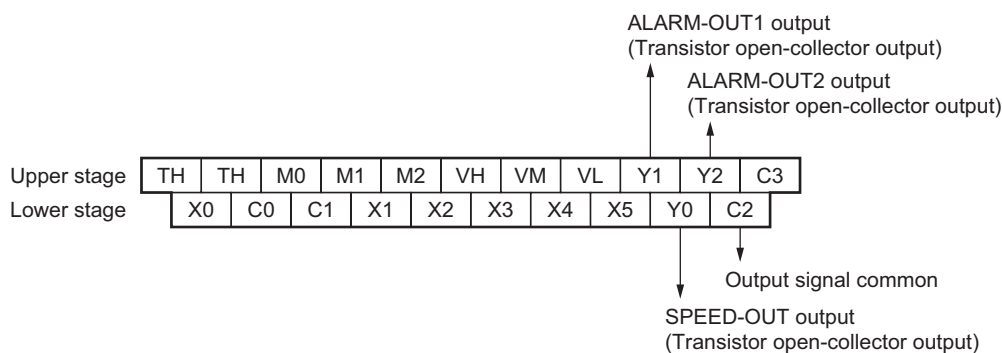 ALARM-OUT1 output
(Transistor open-collector output)
ALARM-OUT2 output
(Transistor open-collector output)
Upper stage TH TH M0 M1 M2 VH VM VL Y1 Y2 C3
Lower stage X0 C0 C1 X1 X2 X3 X4 X5 Y0 C2
Output signal common
SPEED-OUT output
(Transistor open-collector output)